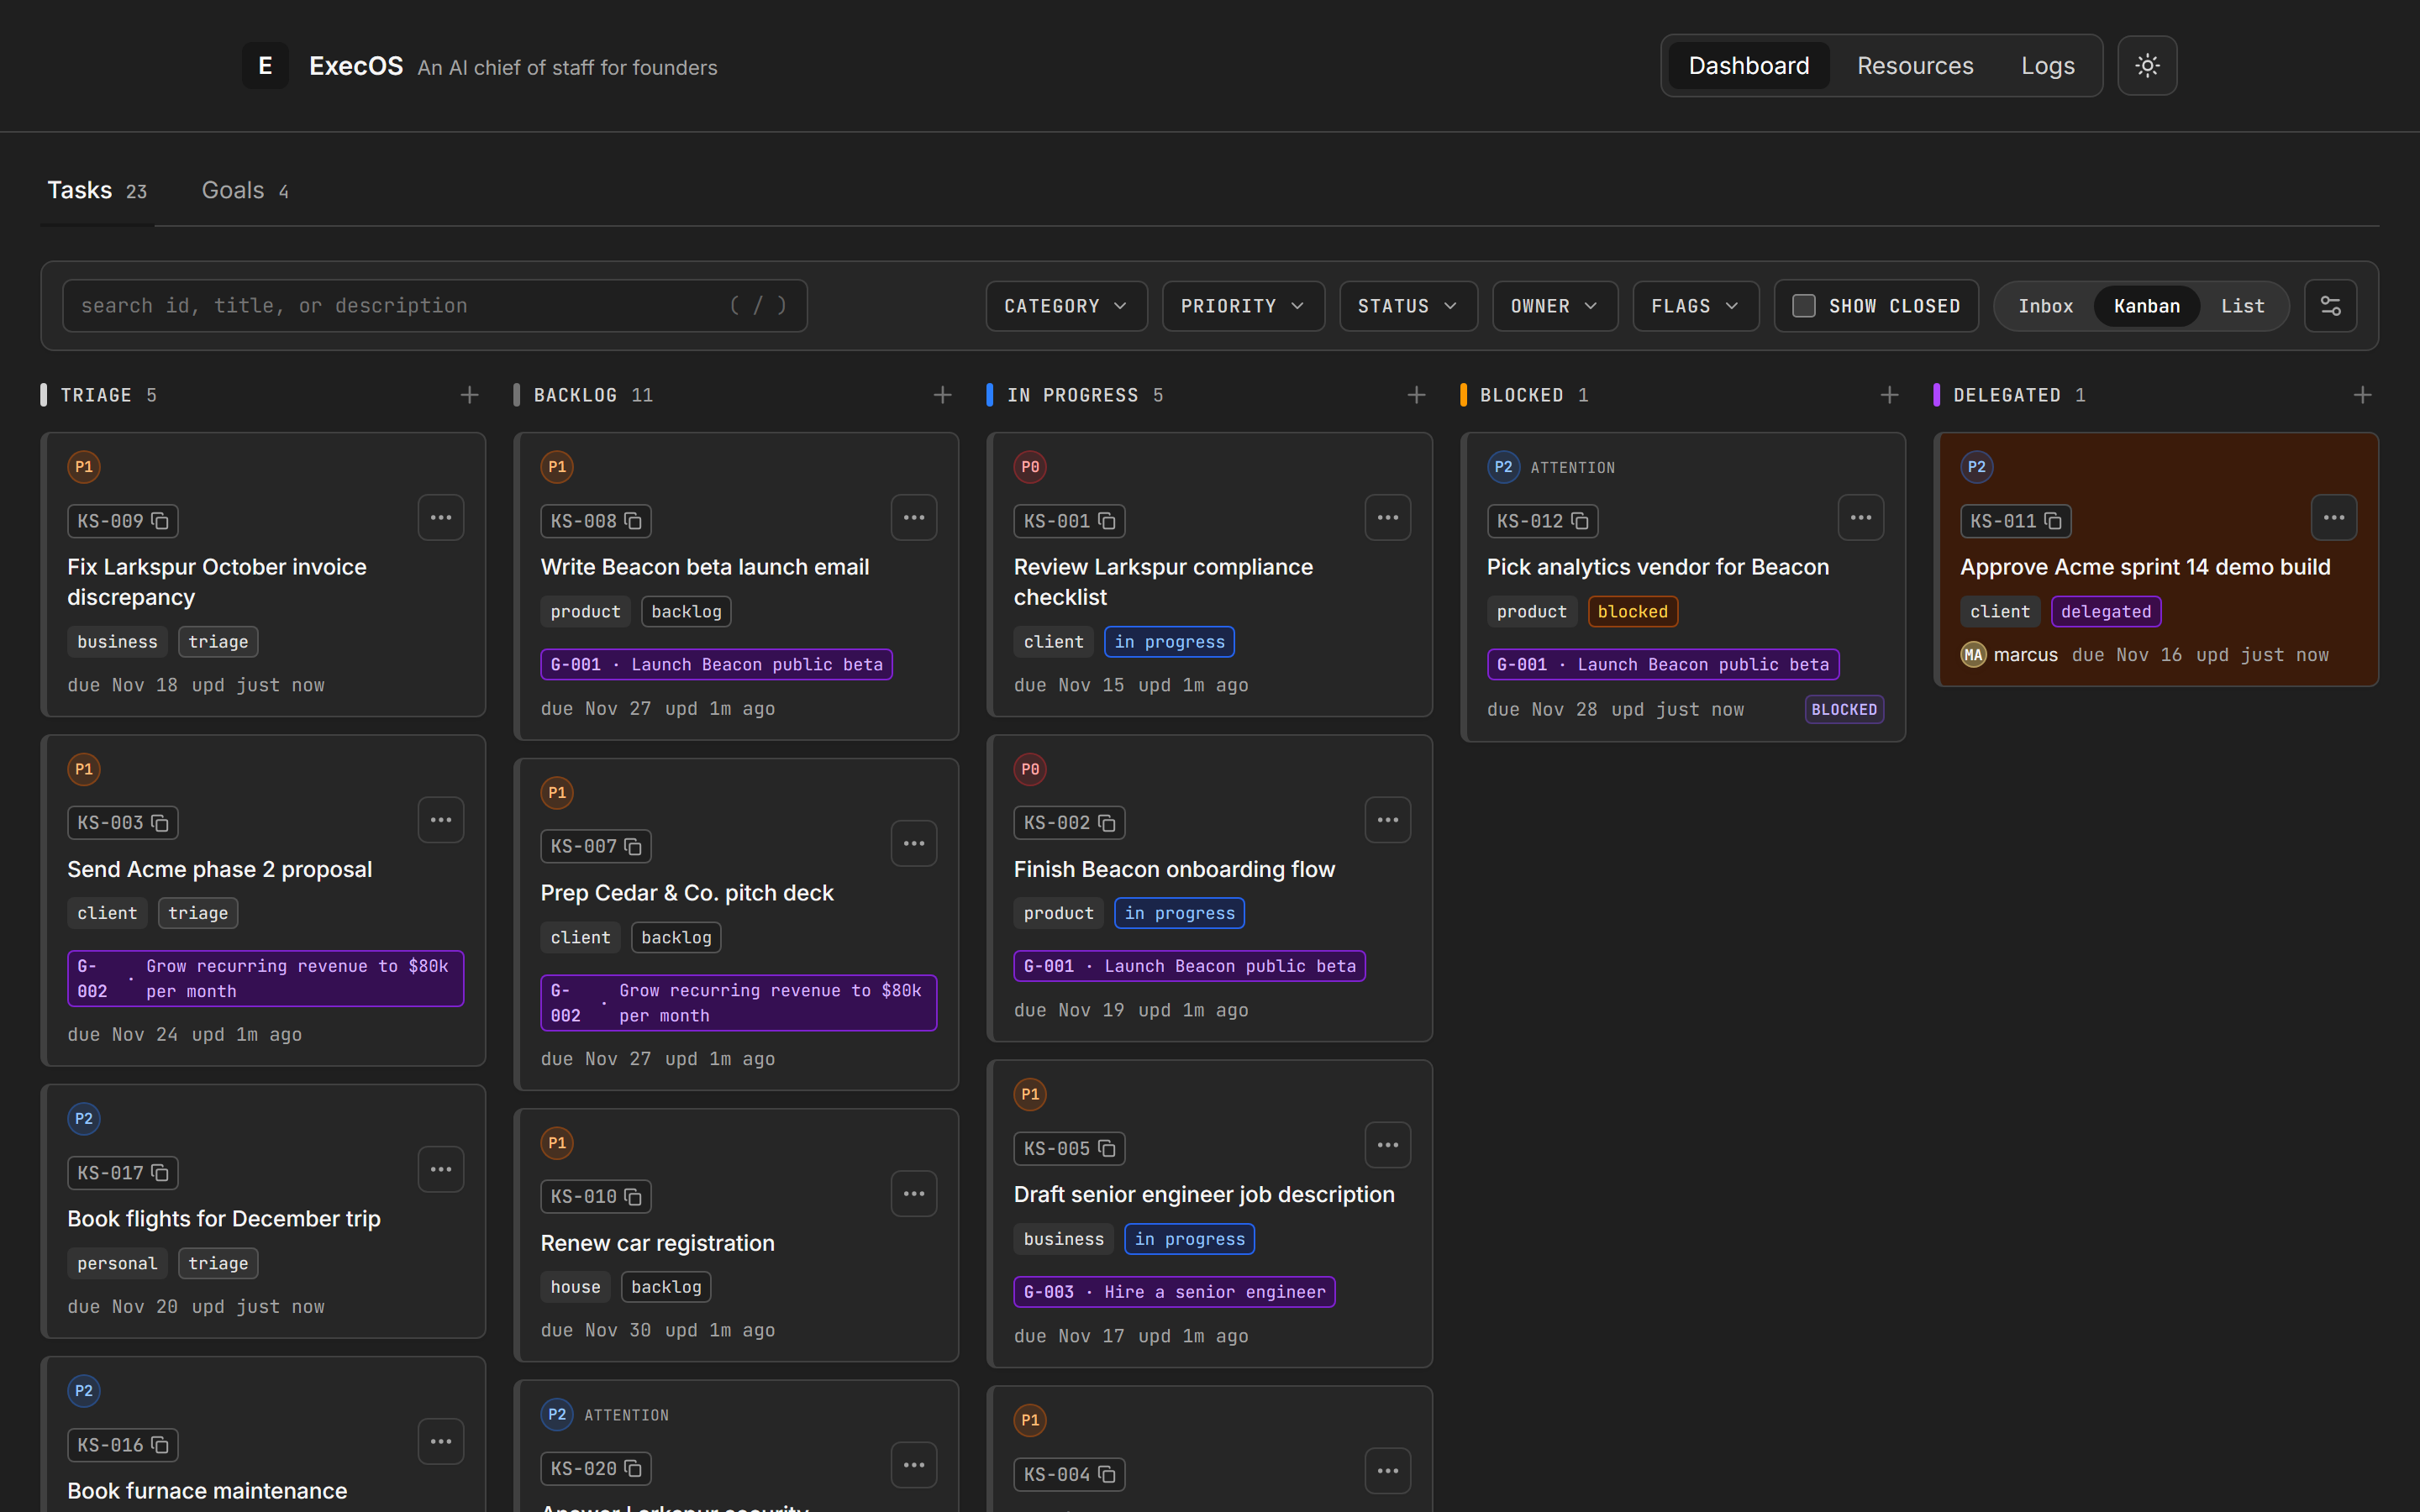 E ExecOS An AI chief of staff for founders
Dashboard Resources Logs
Tasks 23 Goals 4
search id, title, or description ( / )
CATEGORY PRIORITY STATUS OWNER FLAGS SHOW CLOSED Inbox Kanban List
TRIAGE 5
P1
KS-009
Fix Larkspur October invoice
discrepancy
business triage
due Nov 18 upd just now
P1
KS-003
Send Acme phase 2 proposal
client triage
G-
002
·
Grow recurring revenue to $80k
per month
due Nov 24 upd 1m ago
P2
KS-017
Book flights for December trip
personal triage
due Nov 20 upd just now
P2
KS-016
Book furnace maintenance
BACKLOG 11
P1
KS-008
Write Beacon beta launch email
product backlog
G-001 · Launch Beacon public beta
due Nov 27 upd 1m ago
P1
KS-007
Prep Cedar & Co. pitch deck
client backlog
G-
002
·
Grow recurring revenue to $80k
per month
due Nov 27 upd 1m ago
P1
KS-010
Renew car registration
house backlog
due Nov 30 upd 1m ago
P2 ATTENTION
KS-020
Answer Larkspur security
IN PROGRESS 5
P0
KS-001
Review Larkspur compliance
checklist
client in progress
due Nov 15 upd 1m ago
P0
KS-002
Finish Beacon onboarding flow
product in progress
G-001 · Launch Beacon public beta
due Nov 19 upd 1m ago
P1
KS-005
Draft senior engineer job description
business in progress
G-003 · Hire a senior engineer
due Nov 17 upd 1m ago
P1
KS-004
BLOCKED 1
P2 ATTENTION
KS-012
Pick analytics vendor for Beacon
product blocked
G-001 · Launch Beacon public beta
due Nov 28 upd just now BLOCKED
DELEGATED 1
P2
KS-011
Approve Acme sprint 14 demo build
client delegated
MA marcus due Nov 16 upd just now